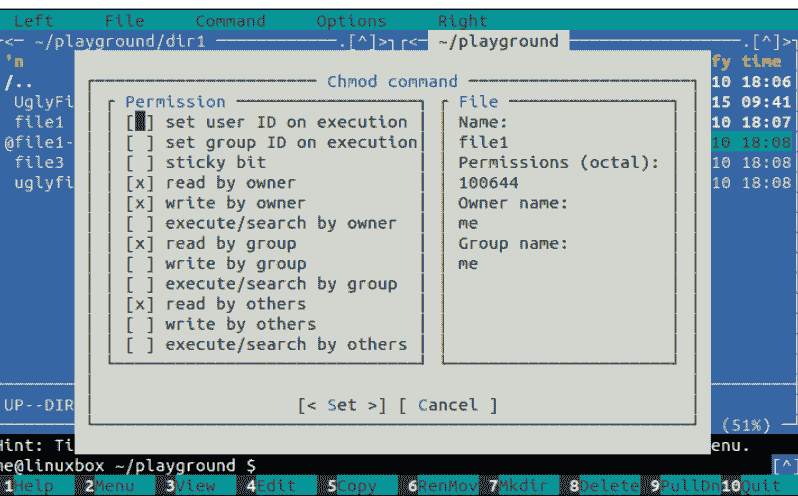 Left File Command Options Right
<─ ~/playground/dir1 .[^]>┐┌<─ ~/playground .[^]>┐
'n fy time
/.. 10 18:06
UglyFi 15 09:41
file1 10 18:07
@file1- 10 18:08
file3 10 18:08
uglyfi 10 18:08
Chmod command
Permission
[ ] set user ID on execution
[ ] set group ID on execution
[ ] sticky bit
[x] read by owner
[x] write by owner
[ ] execute/search by owner
[x] read by group
[ ] write by group
[ ] execute/search by group
[x] read by others
[ ] write by others
[ ] execute/search by others
File
Name:
file1
Permissions (octal):
100644
Owner name:
me
Group name:
me
[< Set >] [ Cancel ]
UP--DIR (51%)
Hint: Ti enu.
me@linuxbox ~/playground $ [^]
1Help 2Menu 3View 4Edit 5Copy 6RenMov 7Mkdir 8Delete 9PullDn 10Quit